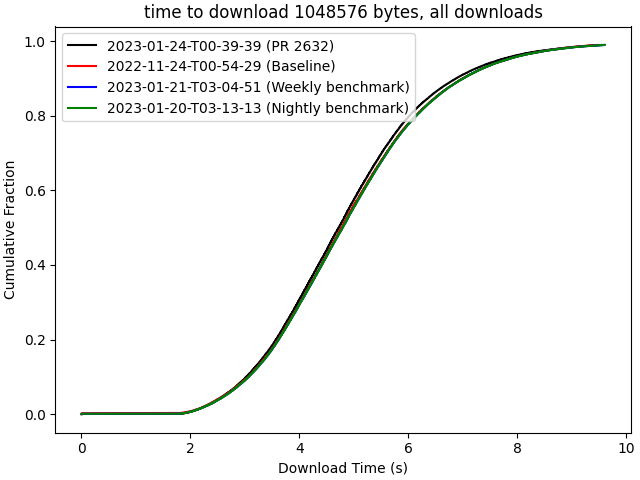 time to download 1048576 bytes, all downloads
2023-01-24-T00-39-39 (PR 2632)
2022-11-24-T00-54-29 (Baseline)
2023-01-21-T03-04-51 (Weekly benchmark)
2023-01-20-T03-13-13 (Nightly benchmark)
Cumulative Fraction
1.0
0.8
0.6
0.4
0.2
0.0
0 2 4 6 8 10
Download Time (s)